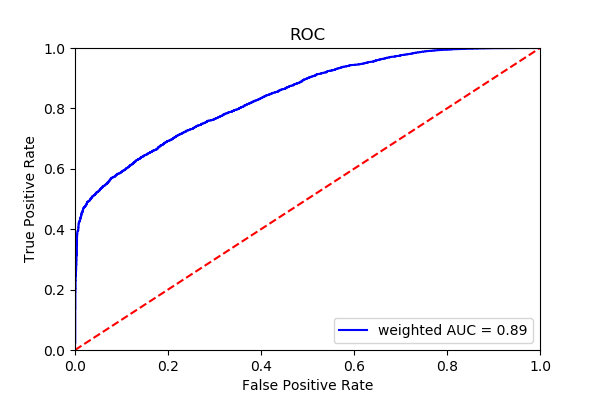 ROC
True Positive Rate
1.0
0.8
0.6
0.4
0.2
0.0
weighted AUC = 0.89
0.0 0.2 0.4 0.6 0.8 1.0
False Positive Rate